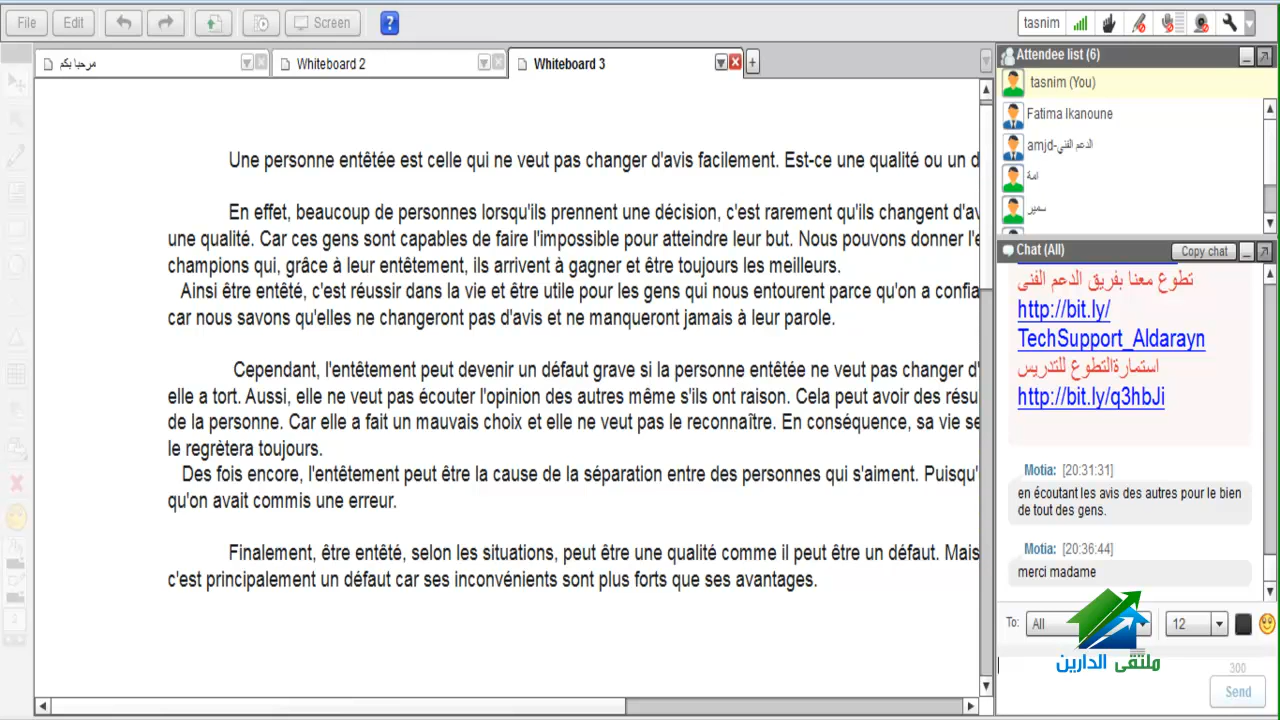 File
Edit
Screen
?
tasnim
مرحبا بكم
Whiteboard 2
Whiteboard 3
Une personne entêtée est celle qui ne veut pas changer d'avis facilement. Est-ce une qualité ou un d
En effet, beaucoup de personnes lorsqu'ils prennent une décision, c'est rarement qu'ils changent d'av
une qualité. Car ces gens sont capables de faire l'impossible pour atteindre leur but. Nous pouvons donner l'e
champions qui, grâce à leur entêtement, ils arrivent à gagner et être toujours les meilleurs.
Ainsi être entêté, c'est réussir dans la vie et être utile pour les gens qui nous entourent parce qu'on a confia
car nous savons qu'elles ne changeront pas d'avis et ne manqueront jamais à leur parole.
Cependant, l'entêtement peut devenir un défaut grave si la personne entêtée ne veut pas changer d'
elle a tort. Aussi, elle ne veut pas écouter l'opinion des autres même s'ils ont raison. Cela peut avoir des résu
de la personne. Car elle a fait un mauvais choix et elle ne veut pas le reconnaître. En conséquence, sa vie se
le regrètera toujours.
Des fois encore, l'entêtement peut être la cause de la séparation entre des personnes qui s'aiment. Puisqu'
qu'on avait commis une erreur.
Finalement, être entêté, selon les situations, peut être une qualité comme il peut être un défaut. Mais
c'est principalement un défaut car ses inconvénients sont plus forts que ses avantages.
Attendee list (6)
tasnim (You)
Fatima Ikanoune
amjd-الدعم الفني
امة
سمير
Chat (All)
Copy chat
تطوع معنا بفريق الدعم الفنى
http://bit.ly/
TechSupport_Aldarayn
استمارةالتطوع للتدريس
http://bit.ly/q3hbJi
Motia: [20:31:31]
en écoutant les avis des autres pour le bien
de tout des gens.
Motia: [20:36:44]
merci madame
To: All
12
ملتقى الدارين
300
Send